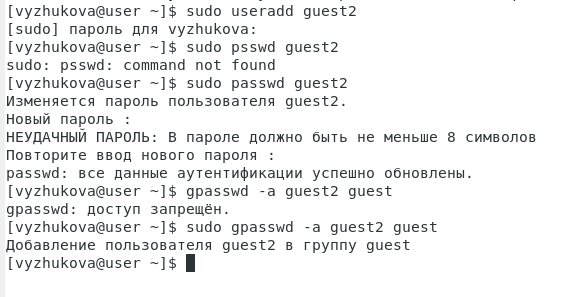 [vyzhukova@user ~]$ sudo useradd guest2
[sudo] пароль для vyzhukova:
[vyzhukova@user ~]$ sudo psswd guest2
sudo: psswd: command not found
[vyzhukova@user ~]$ sudo passwd guest2
Изменяется пароль пользователя guest2.
Новый пароль :
НЕУДАЧНЫЙ ПАРОЛЬ: В пароле должно быть не меньше 8 символов
Повторите ввод нового пароля :
passwd: все данные аутентификации успешно обновлены.
[vyzhukova@user ~]$ gpasswd -a guest2 guest
gpasswd: доступ запрещён.
[vyzhukova@user ~]$ sudo gpasswd -a guest2 guest
Добавление пользователя guest2 в группу guest
[vyzhukova@user ~]$